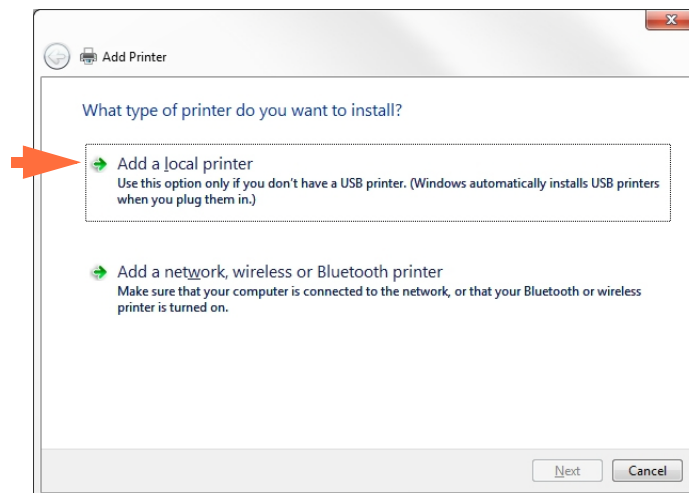 Add Printer
What type of printer do you want to install?
Add a local printer
Use this option only if you don't have a USB printer. (Windows automatically installs USB printers
when you plug them in.)
Add a network, wireless or Bluetooth printer
Make sure that your computer is connected to the network, or that your Bluetooth or wireless
printer is turned on.
Next Cancel